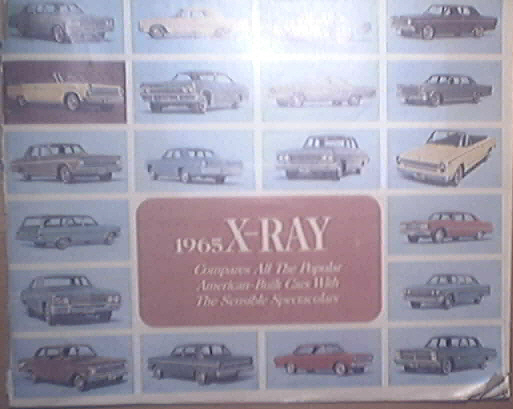 1965 X-RAY
Compares All The Popular
American-Built Cars With
The Sensible Spectaculars